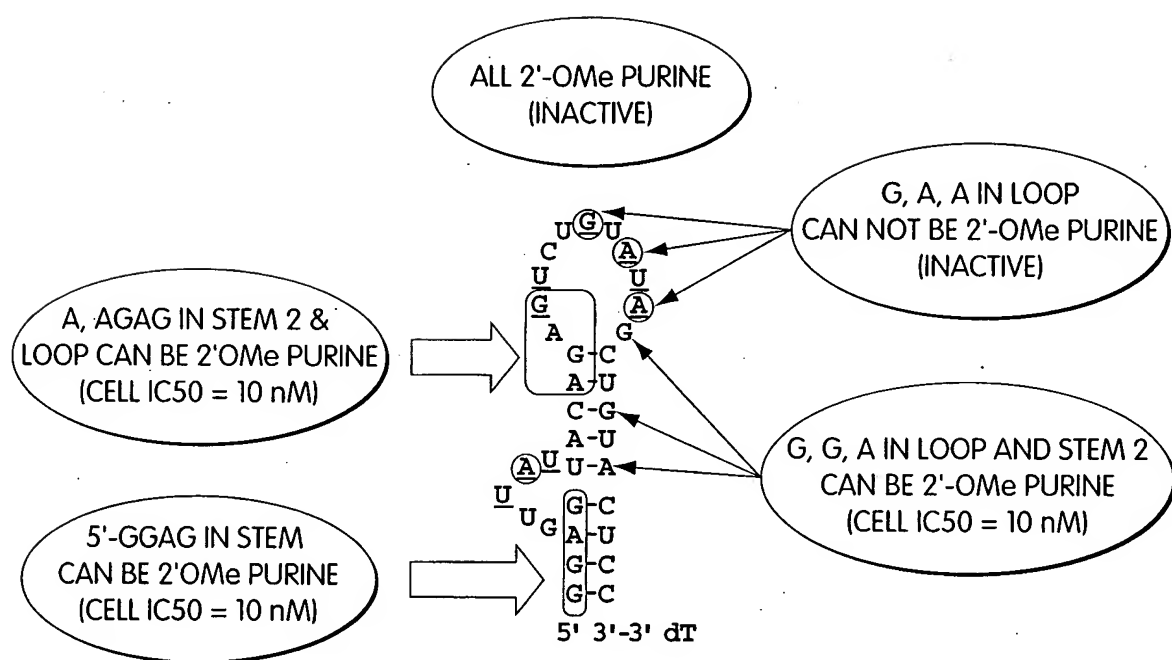 ALL 2'-OMe PURINE
(INACTIVE)
G, A, A IN LOOP
CAN NOT BE 2'-OMe PURINE
(INACTIVE)
A, AGAG IN STEM 2 &
LOOP CAN BE 2'OMe PURINE
(CELL IC50 = 10 nM)
G, G, A IN LOOP AND STEM 2
CAN BE 2'-OMe PURINE
(CELL IC50 = 10 nM)
5'-GGAG IN STEM
CAN BE 2'OMe PURINE
(CELL IC50 = 10 nM)
U G U
C A
U U
G A
A G
G-C
A-U
C-G
A-U
A U U-A
U G C
U G A U
G-C
G-C
5' 3'-3' dT